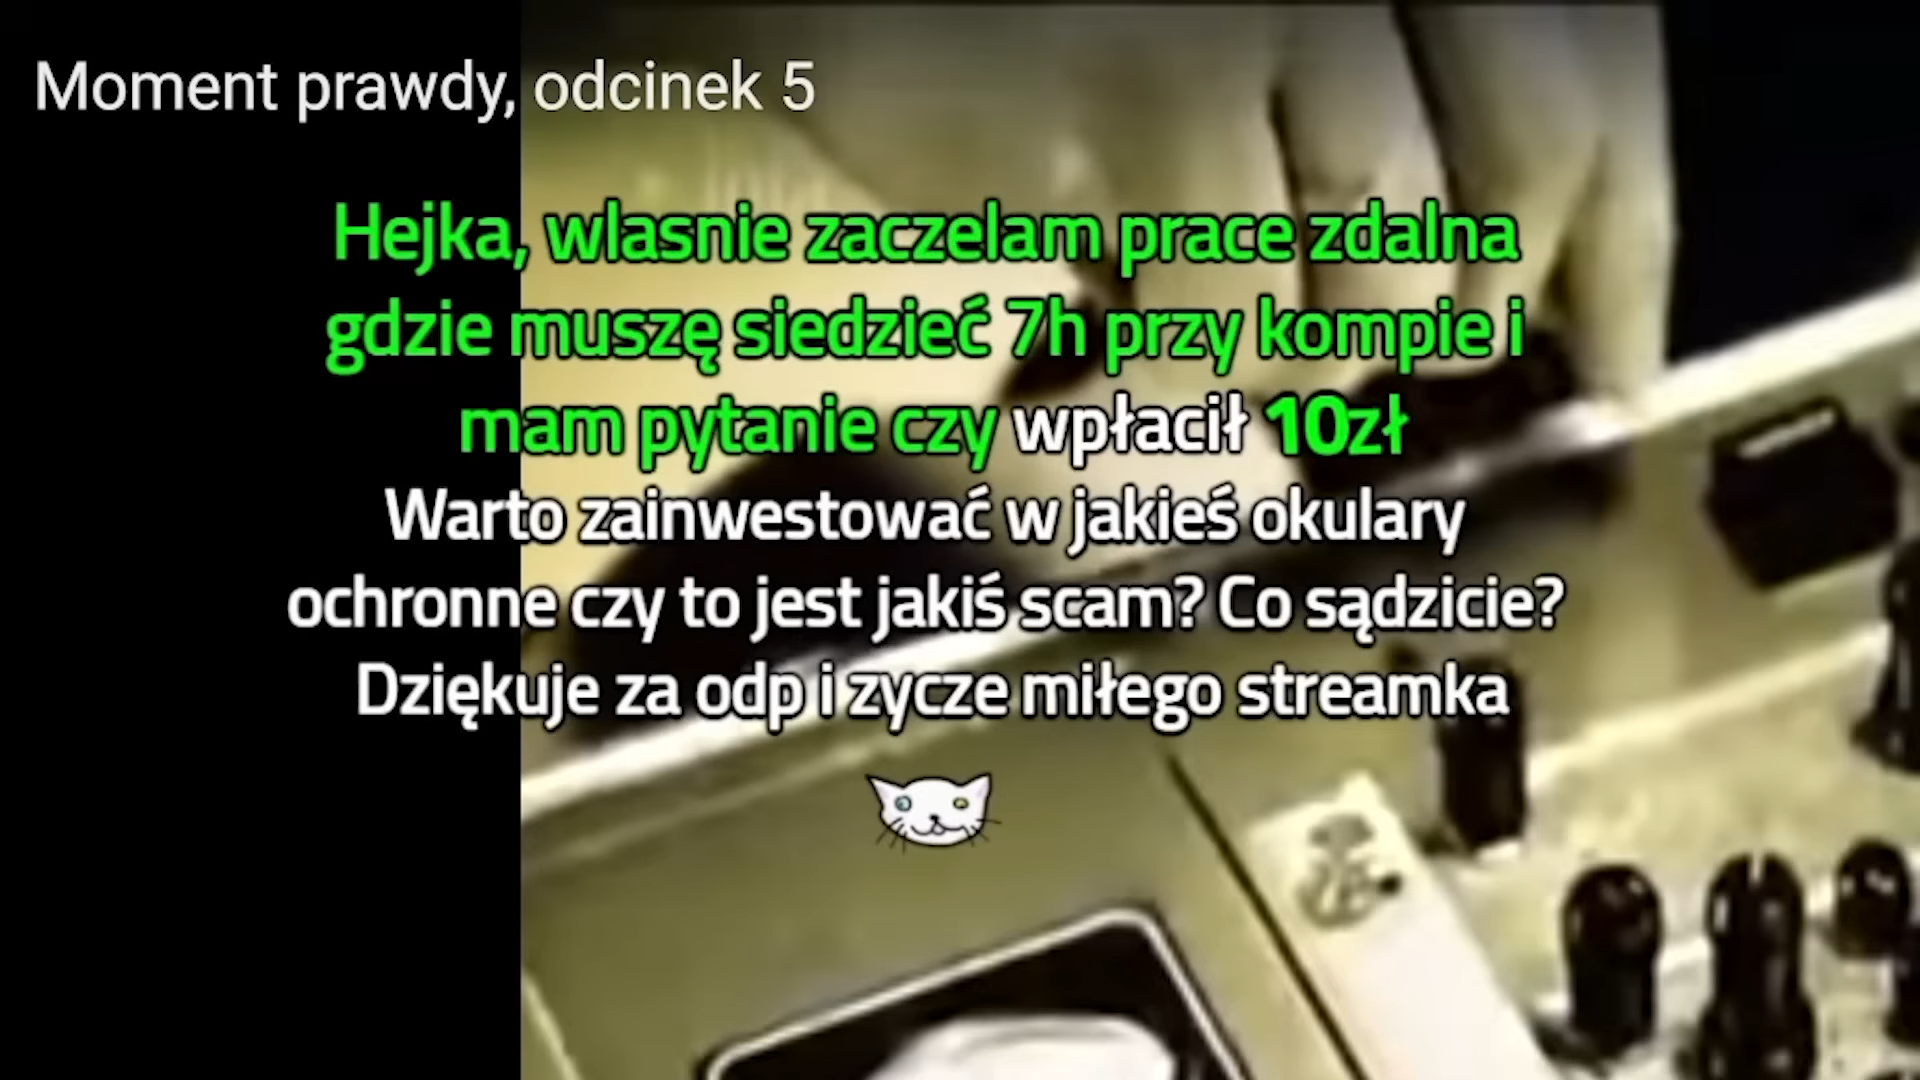 Moment prawdy, odcinek 5
Hejka, wlasnie zaczelam prace zdalna
gdzie muszę siedzieć 7h przy kompie i
mam pytanie czy wpłacił 10zł
Warto zainwestować w jakieś okulary
ochronne czy to jest jakiś scam? Co sądzicie?
Dziękuje za odp i zycze miłego streamka